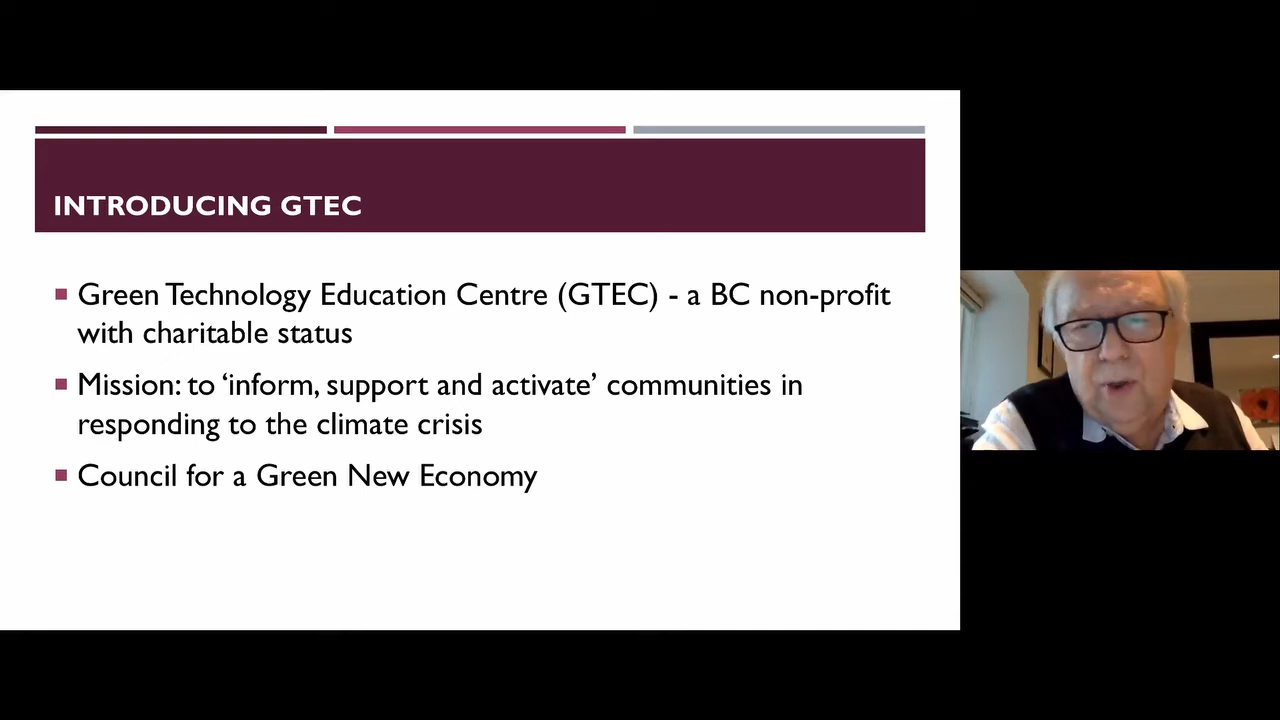 INTRODUCING GTEC
Green Technology Education Centre (GTEC) - a BC non-profit
with charitable status
Mission: to ‘inform, support and activate’ communities in
responding to the climate crisis
Council for a Green New Economy